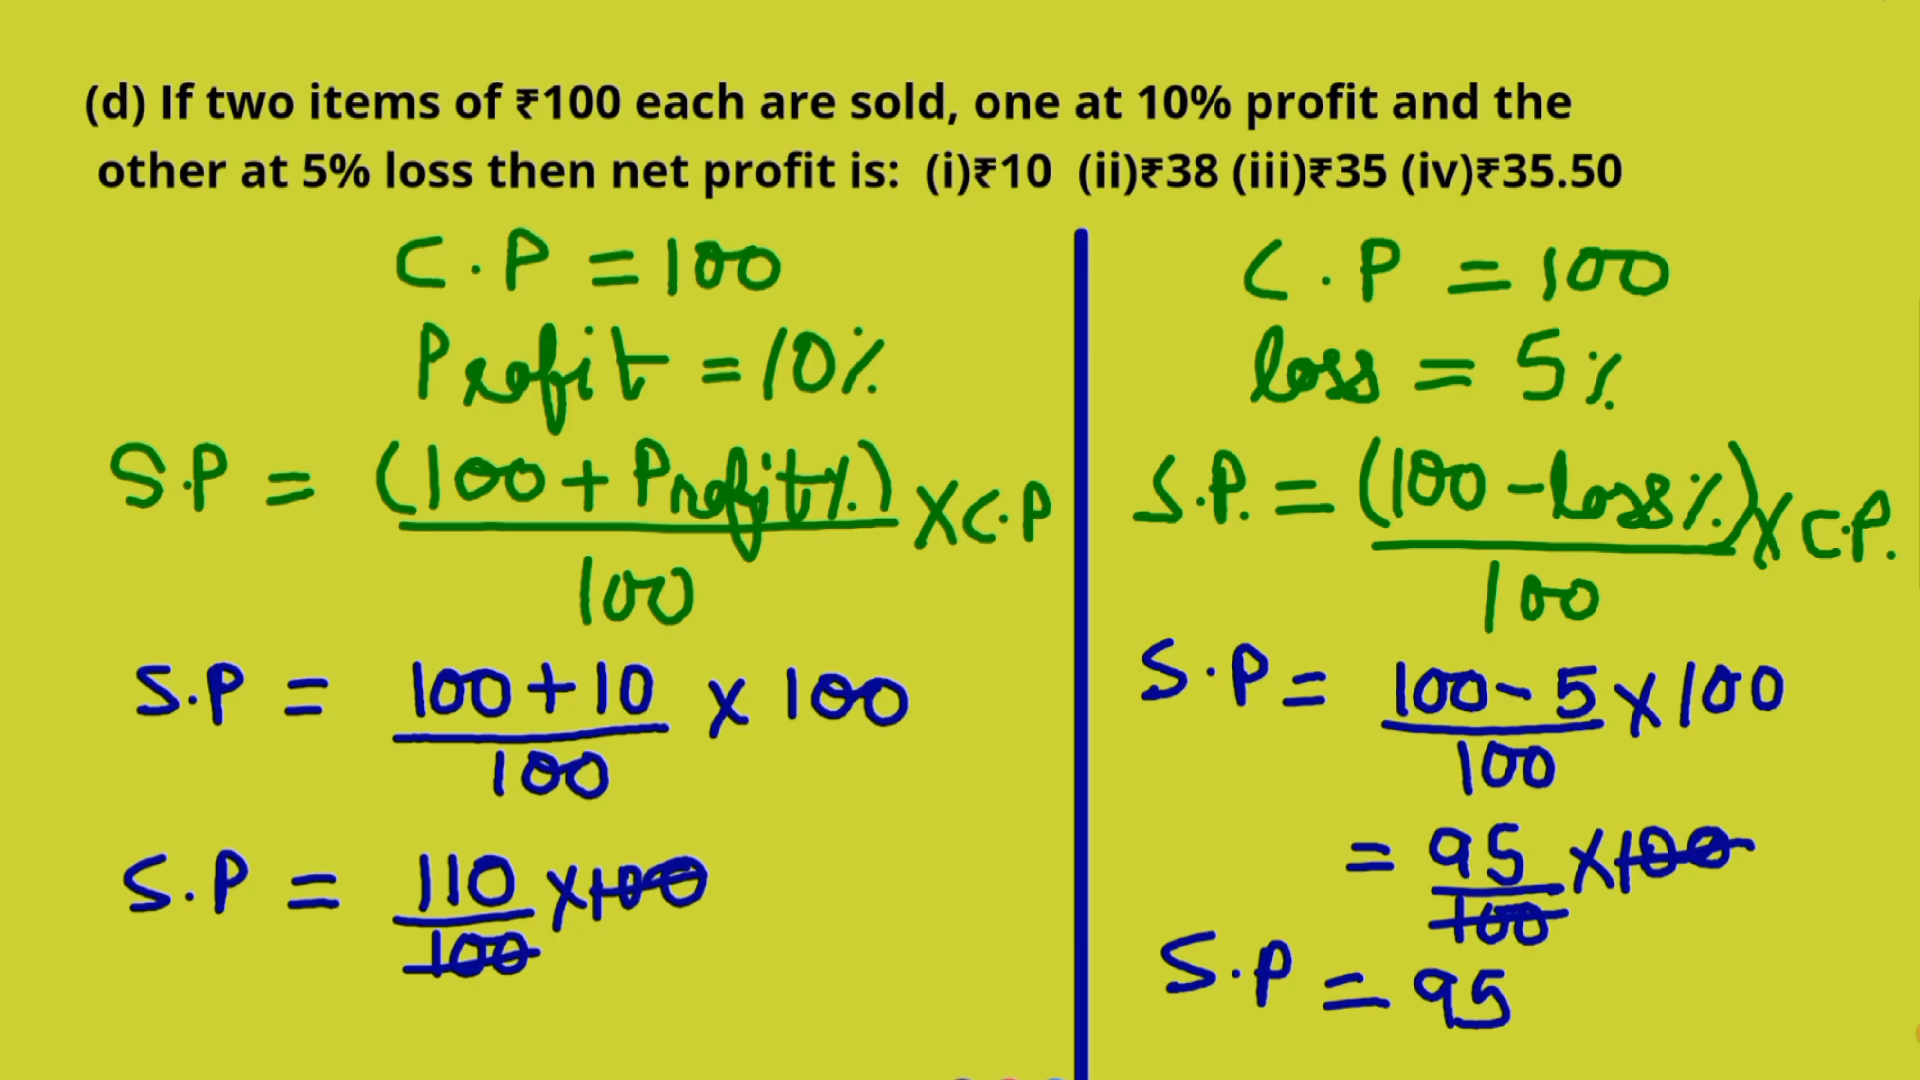 (d) If two items of ₹100 each are sold, one at 10% profit and the
other at 5% loss then net profit is: (i)₹10 (ii)₹38 (iii)₹35 (iv)₹35.50
C.P = 100
Profit = 10%
S.P = (100 + Profit%) X C.P
100
S.P = 100 + 10 x 100
100
S.P = 110 x 100
100
C.P = 100
loss = 5%
S.P. = (100 - loss%) X C.P.
100
S.P = 100 - 5 x 100
100
= 95 x 100
100
S.P = 95